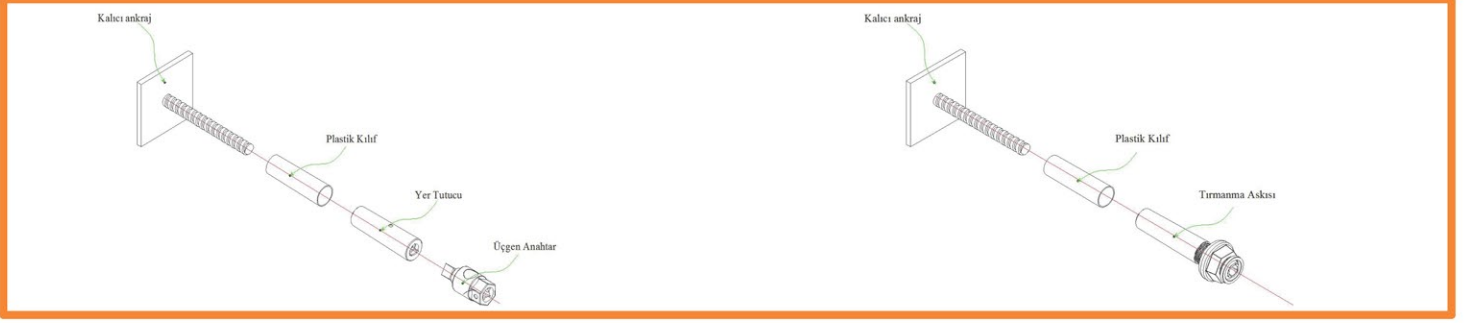 Kalıcı ankraj
Plastik Kılıf
Yer Tutucu
Üçgen Anahtar
Kalıcı ankraj
Plastik Kılıf
Tırmanma Askısı